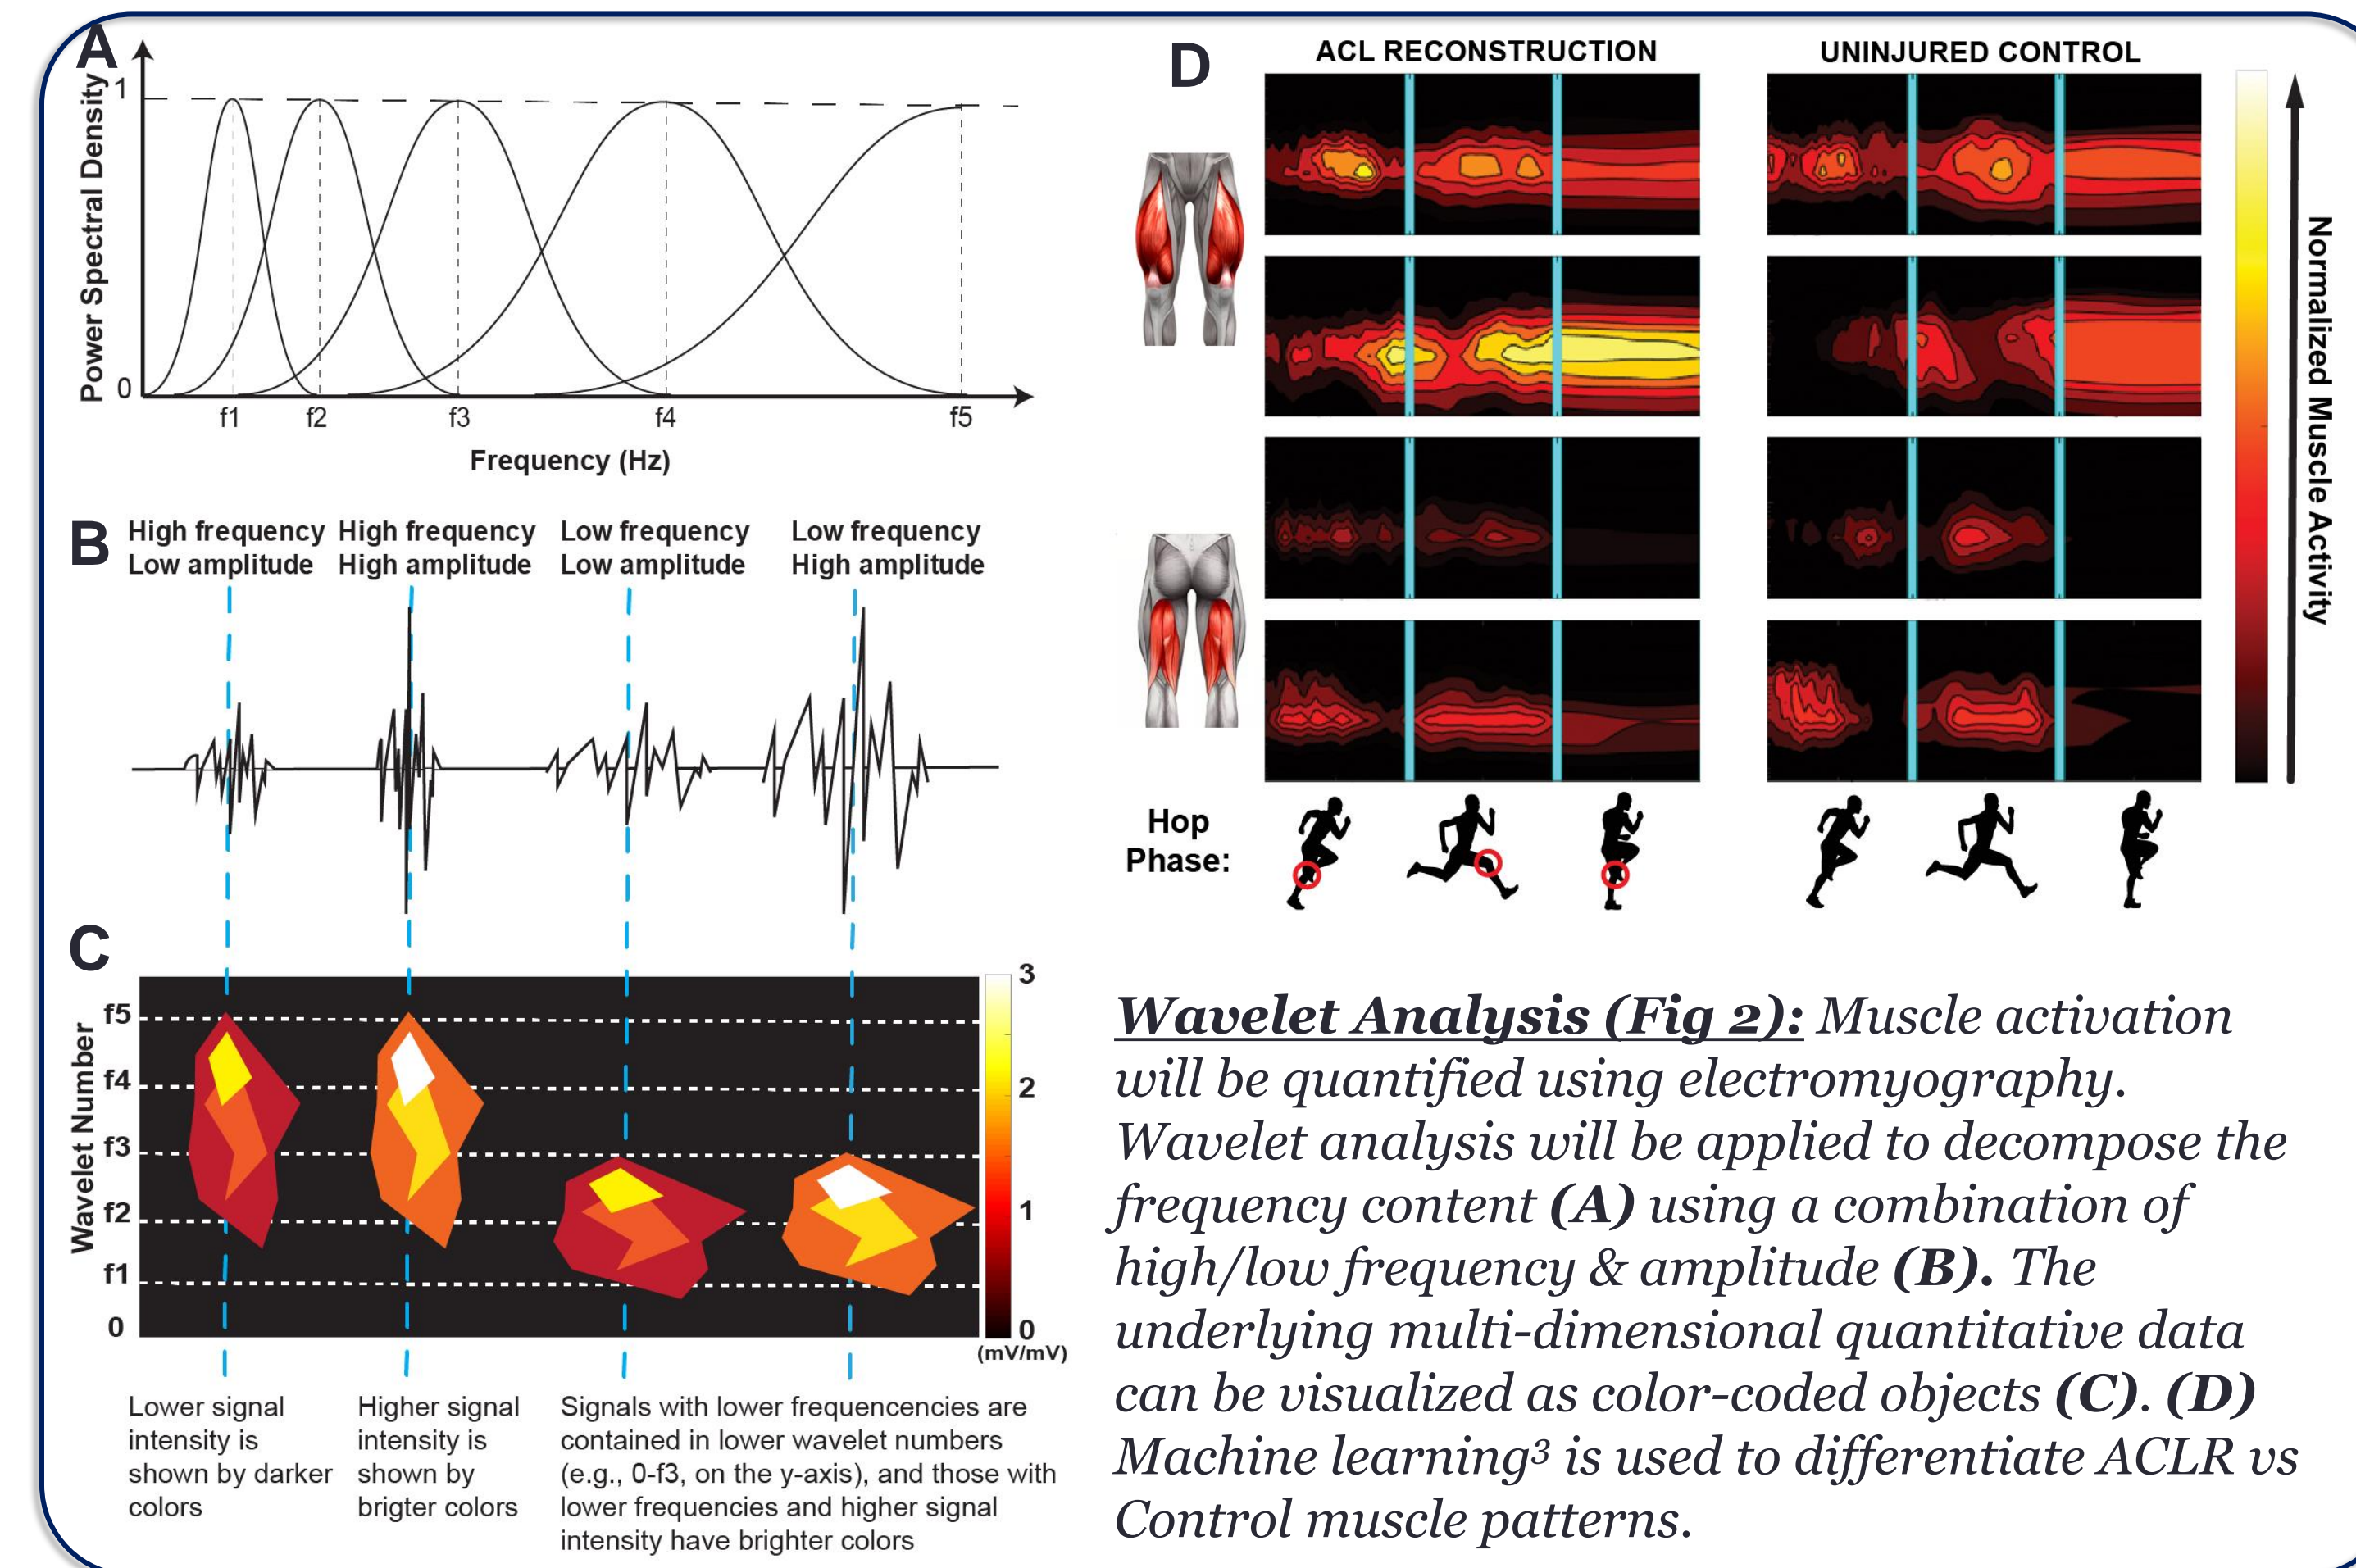 A
Power Spectral Density
1
0
f1
f2
f3
f4
f5
Frequency (Hz)
B
High frequency
Low amplitude
High frequency
High amplitude
Low frequency
Low amplitude
Low frequency
High amplitude
C
Wavelet Number
f5
f4
f3
f2
f1
0
3
2
1
0
(mV/mV)
Lower signal
intensity is
shown by darker
colors
Higher signal
intensity is
shown by
brigter colors
Signals with lower frequencencies are
contained in lower wavelet numbers
(e.g., 0-f3, on the y-axis), and those with
lower frequencies and higher signal
intensity have brighter colors
D
ACL RECONSTRUCTION
UNINJURED CONTROL
Normalized Muscle Activity
Hop
Phase:
Wavelet Analysis (Fig 2): Muscle activation
will be quantified using electromyography.
Wavelet analysis will be applied to decompose the
frequency content (A) using a combination of
high/low frequency & amplitude (B). The
underlying multi-dimensional quantitative data
can be visualized as color-coded objects (C). (D)
Machine learning³ is used to differentiate ACLR vs
Control muscle patterns.